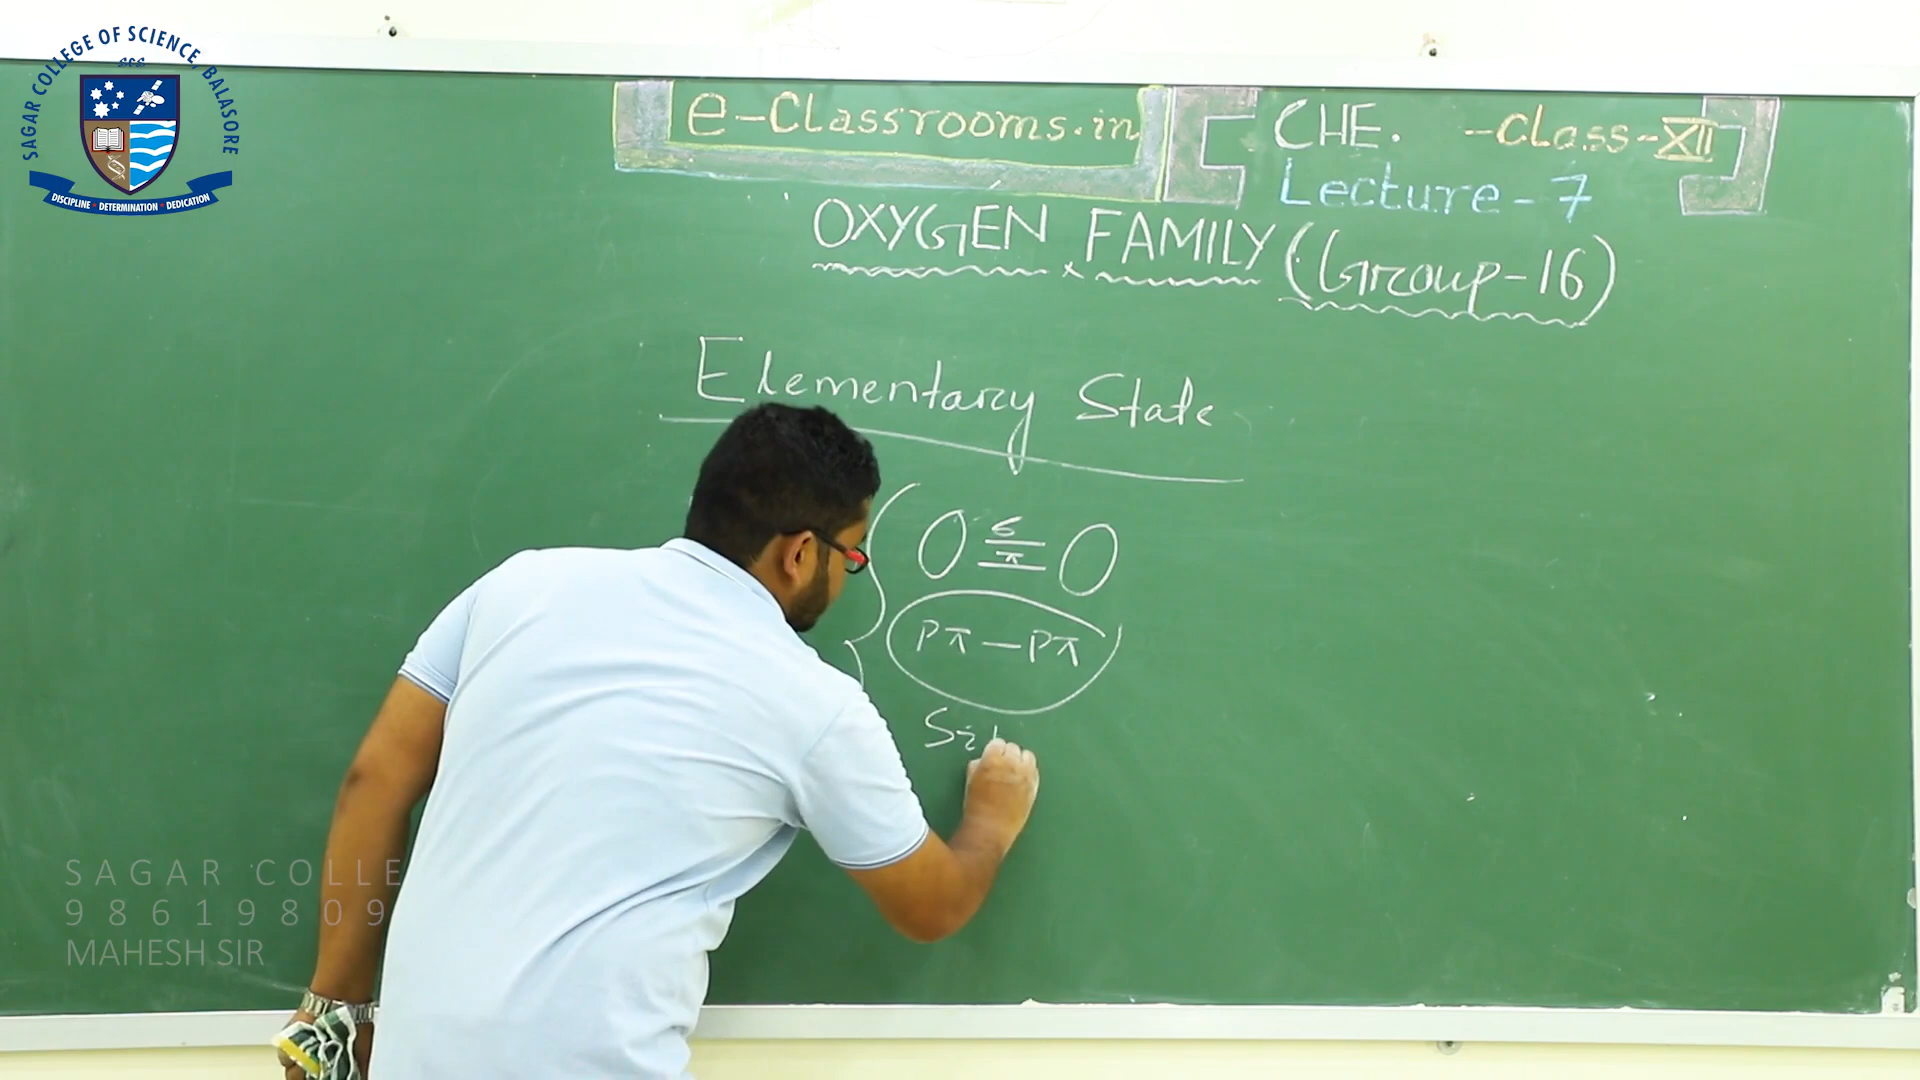 SAGAR COLLEGE OF SCIENCE, BALASORE
S.C.S
DISCIPLINE * DETERMINATION * DEDICATION
e-Classrooms.in
CHE. -Class-XII
Lecture-7
OXYGEN FAMILY (Group-16)
Elementary State
O σ π O
Pπ — Pπ
SAGAR COLLE
98619809
MAHESH SIR